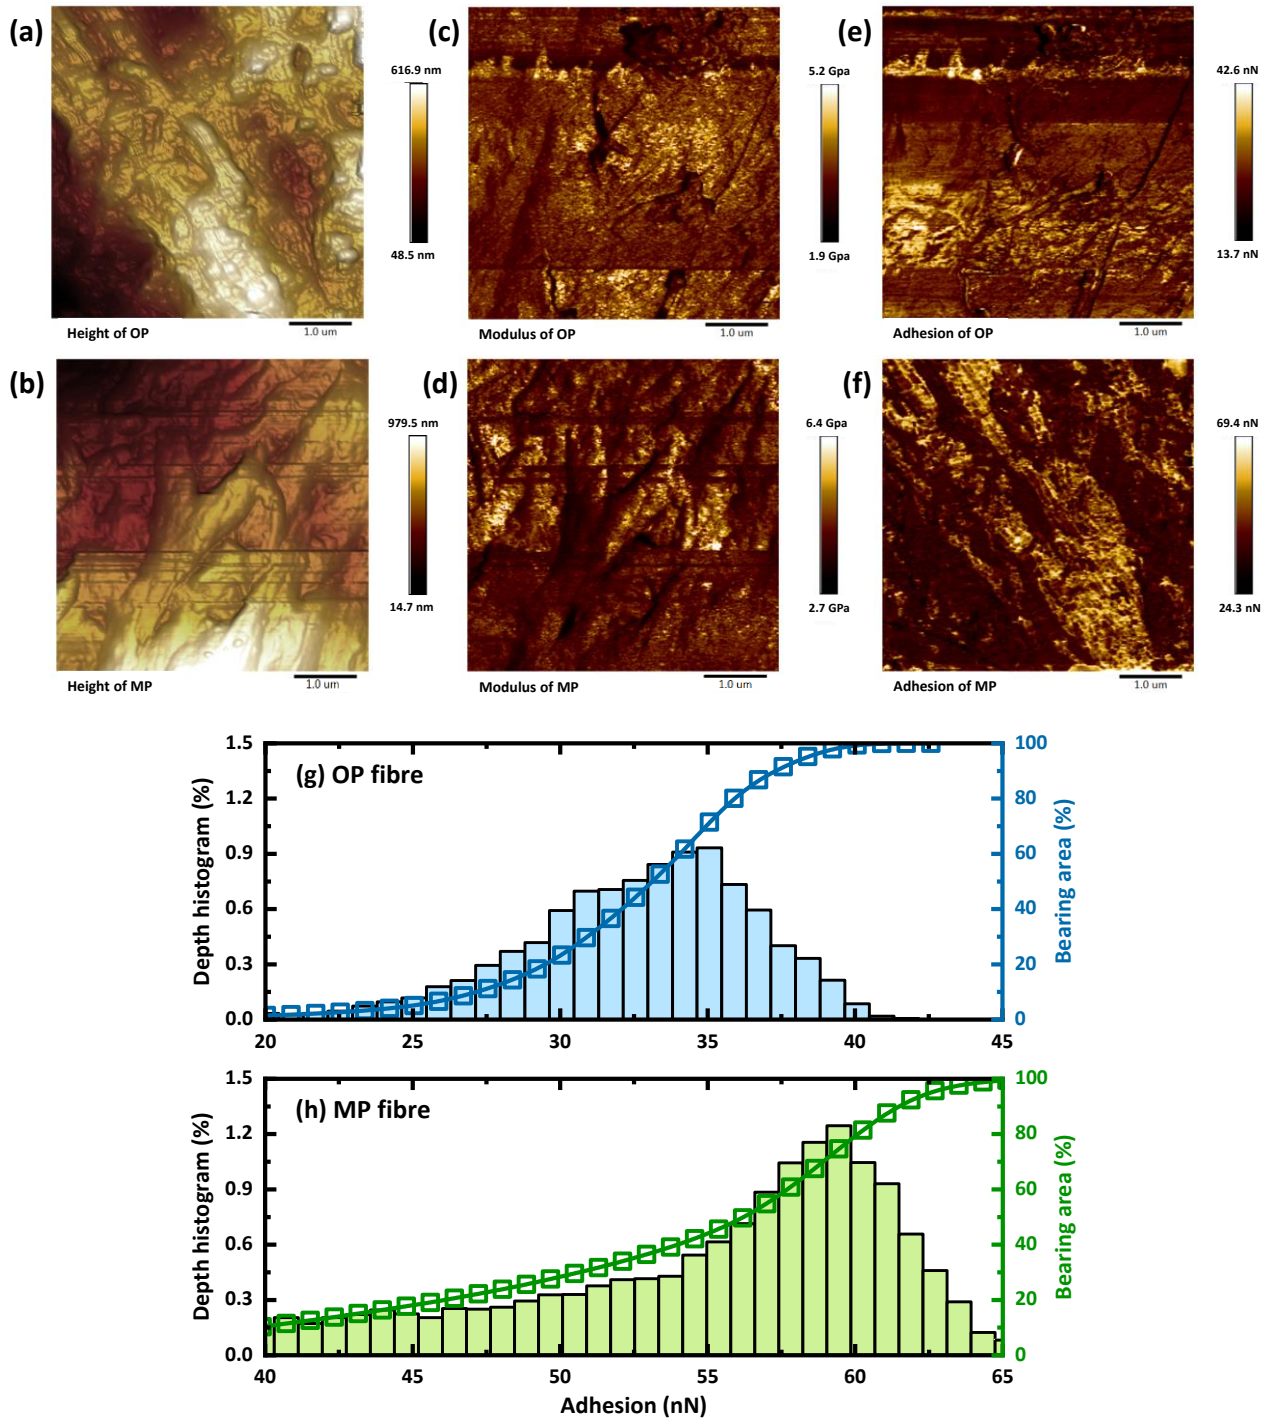 (a)
616.9 nm
48.5 nm
Height of OP
1.0 um
(c)
5.2 Gpa
1.9 Gpa
Modulus of OP
1.0 um
(e)
42.6 nN
13.7 nN
Adhesion of OP
1.0 um
(b)
979.5 nm
14.7 nm
Height of MP
1.0 um
(d)
6.4 Gpa
2.7 GPa
Modulus of MP
1.0 um
(f)
69.4 nN
24.3 nN
Adhesion of MP
1.0 um
(g) OP fibre
Depth histogram (%)
1.5
1.2
0.9
0.6
0.3
0.0
20 25 30 35 40 45
100
80
60
40
20
0
Bearing area (%)
(h) MP fibre
Depth histogram (%)
1.5
1.2
0.9
0.6
0.3
0.0
40 45 50 55 60 65
100
80
60
40
20
0
Bearing area (%)
Adhesion (nN)